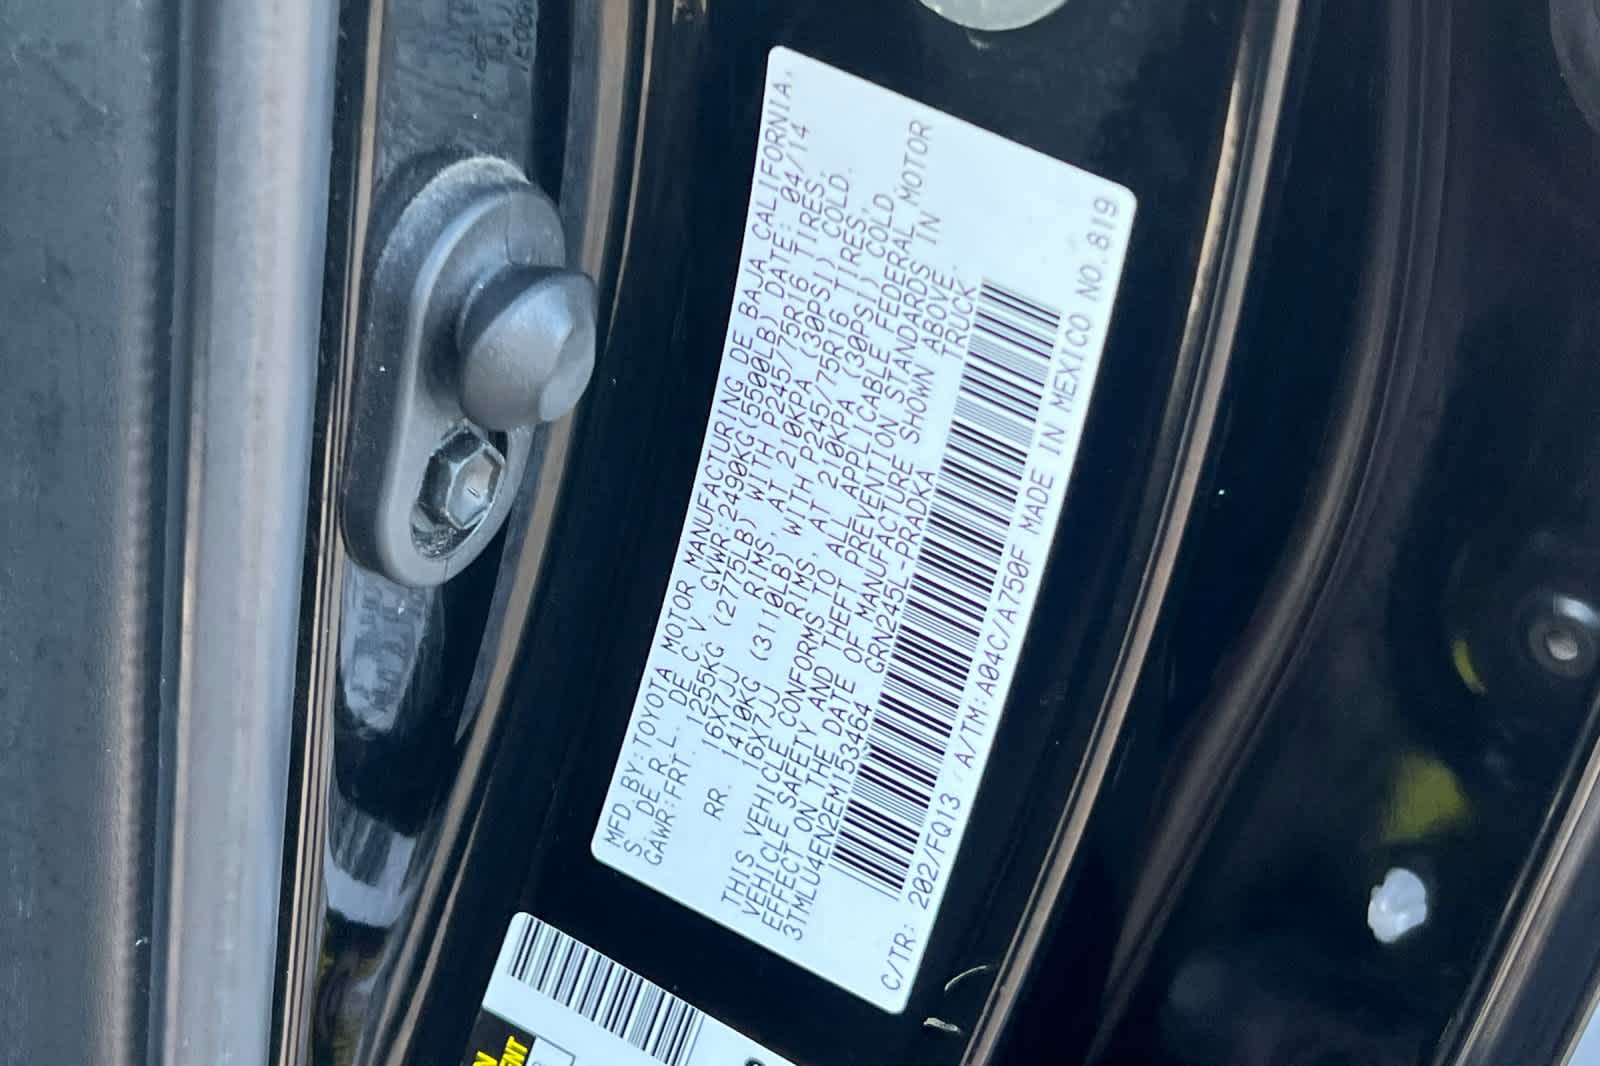 MFD BY:TOYOTA MOTOR MANUFACTURING DE BAJA CALIFORNIA,
S. DE R.L. DE C.V. GVWR:2490KG(5500LB) DATE:04/14
GAWR:FRT. 1255KG (2775LB) WITH P245/75R16 TIRES,
16X7JJ RIMS, AT 210KPA (30PSI) COLD.
RR. 1410KG (3110LB) WITH P245/75R16 TIRES,
16X7JJ RIMS, AT 210KPA (30PSI) COLD
THIS VEHICLE CONFORMS TO ALL APPLICABLE FEDERAL MOTOR
VEHICLE SAFETY AND THEFT PREVENTION STANDARDS IN
EFFECT ON THE DATE OF MANUFACTURE SHOWN ABOVE.
3TMLU4EN2EM153464 GRN245L-PRADKA TRUCK
C/TR: 202/FQ13 A/TM:A04C/A750F MADE IN MEXICO NO.819